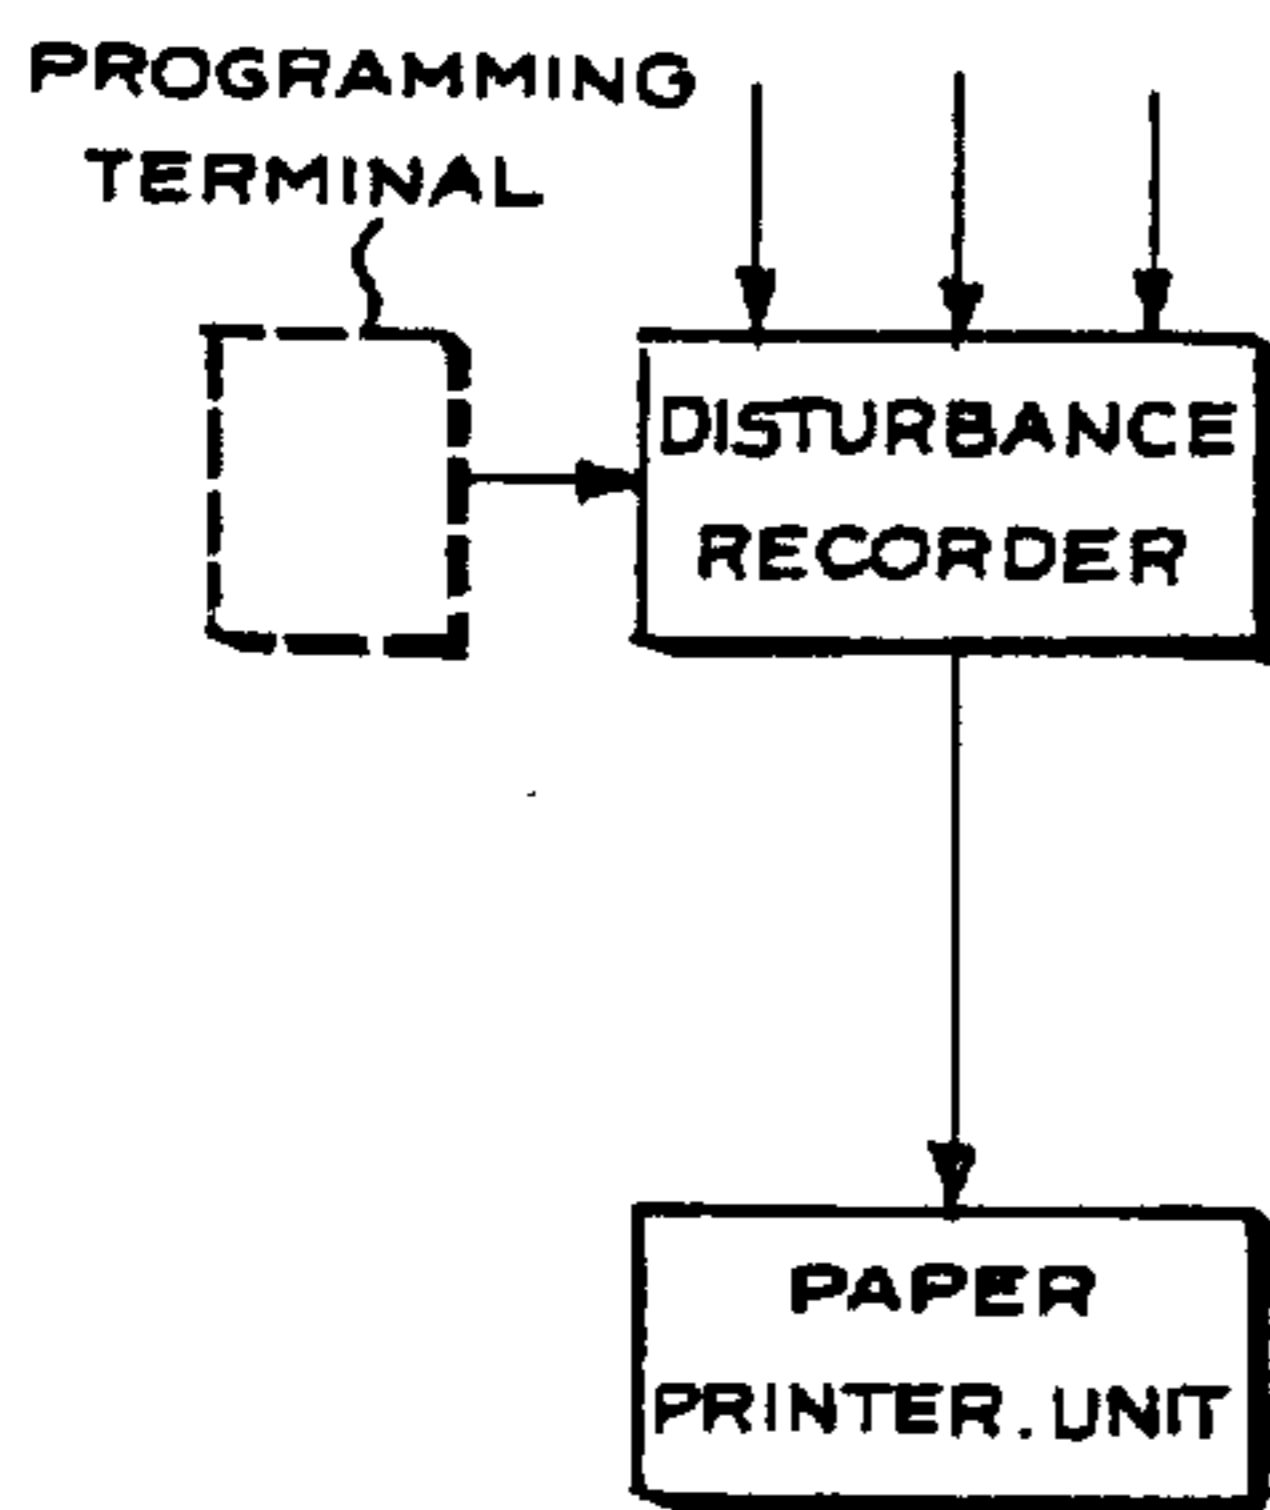 PROGRAMMING
TERMINAL
DISTURBANCE
RECORDER
PAPER
PRINTER.UNIT